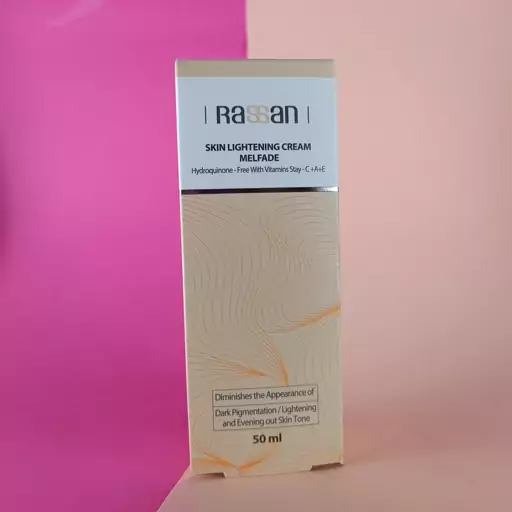 | RASSAN |
SKIN LIGHTENING CREAM
MELFADE
Hydroquinone - Free With Vitamins Stay - C +A+E
Diminishes the Appearance of
Dark Pigmentation / Lightening
and Evening out Skin Tone
50 ml